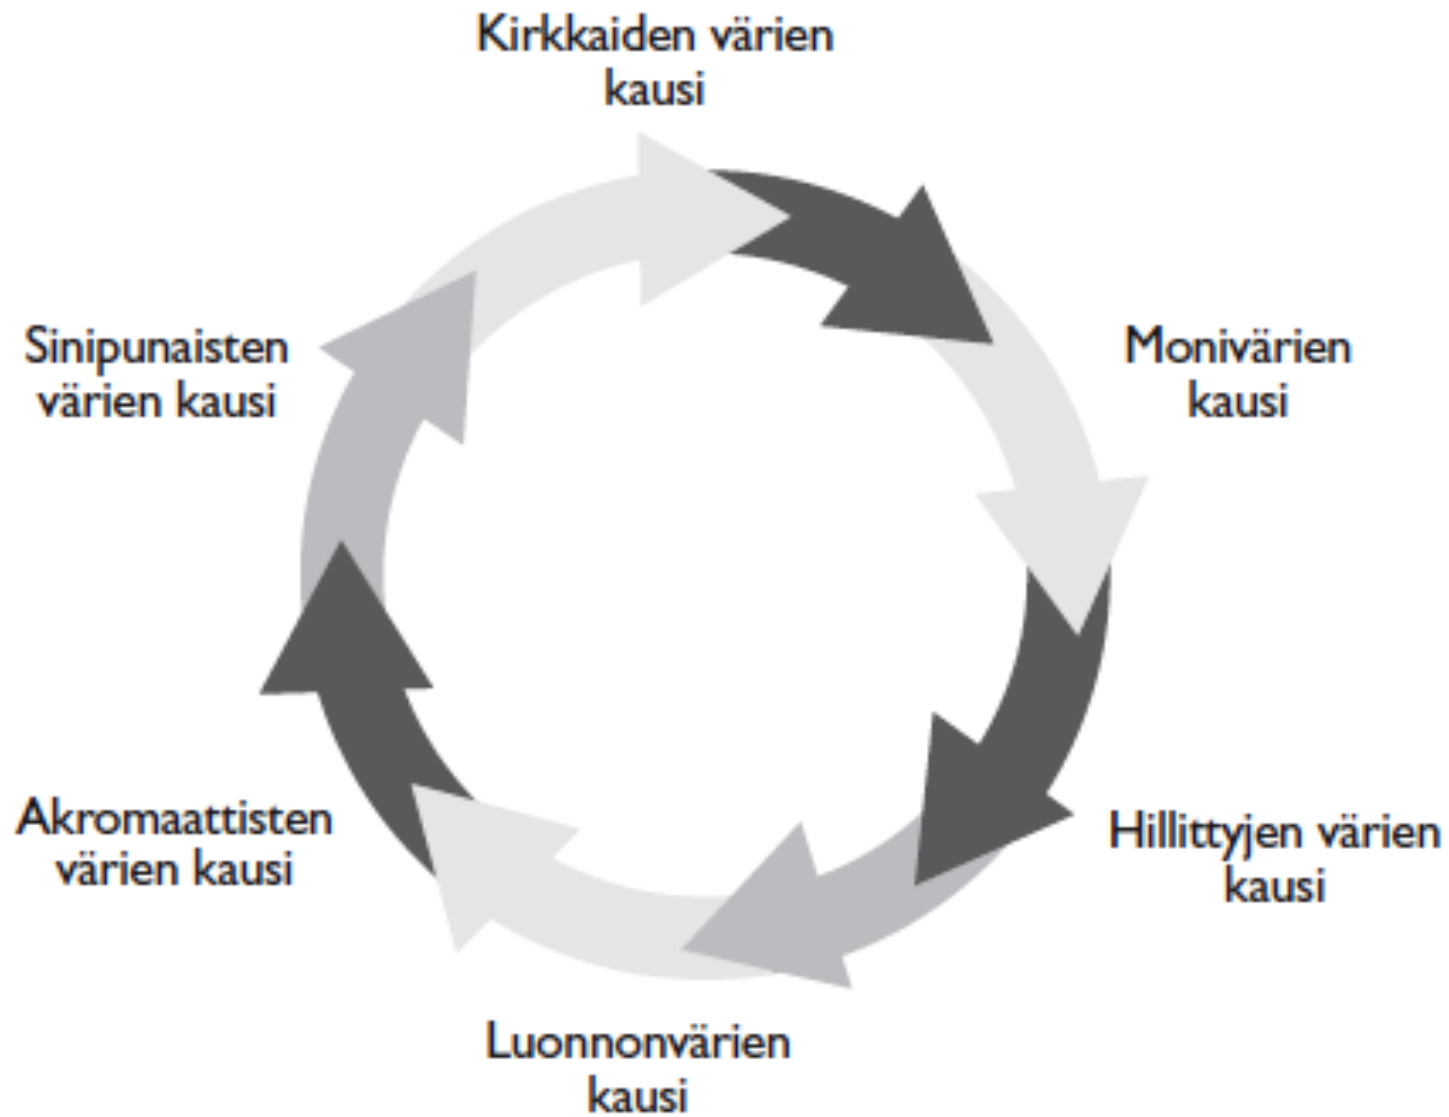 Kirkkaiden värien
kausi
Sinipunaisten
värien kausi
Monivärien
kausi
Akromaattisten
värien kausi
Hillittyjen värien
kausi
Luonnonvärien
kausi